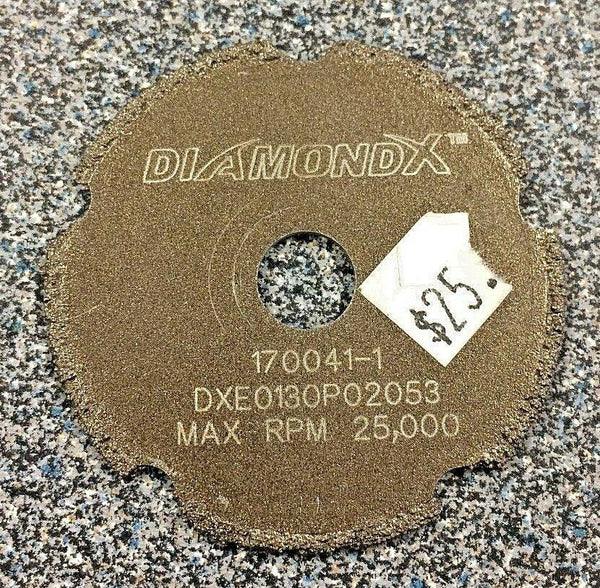 DIAMONDX™
$25.
170041-1
DXE0130P02053
MAX RPM 25,000